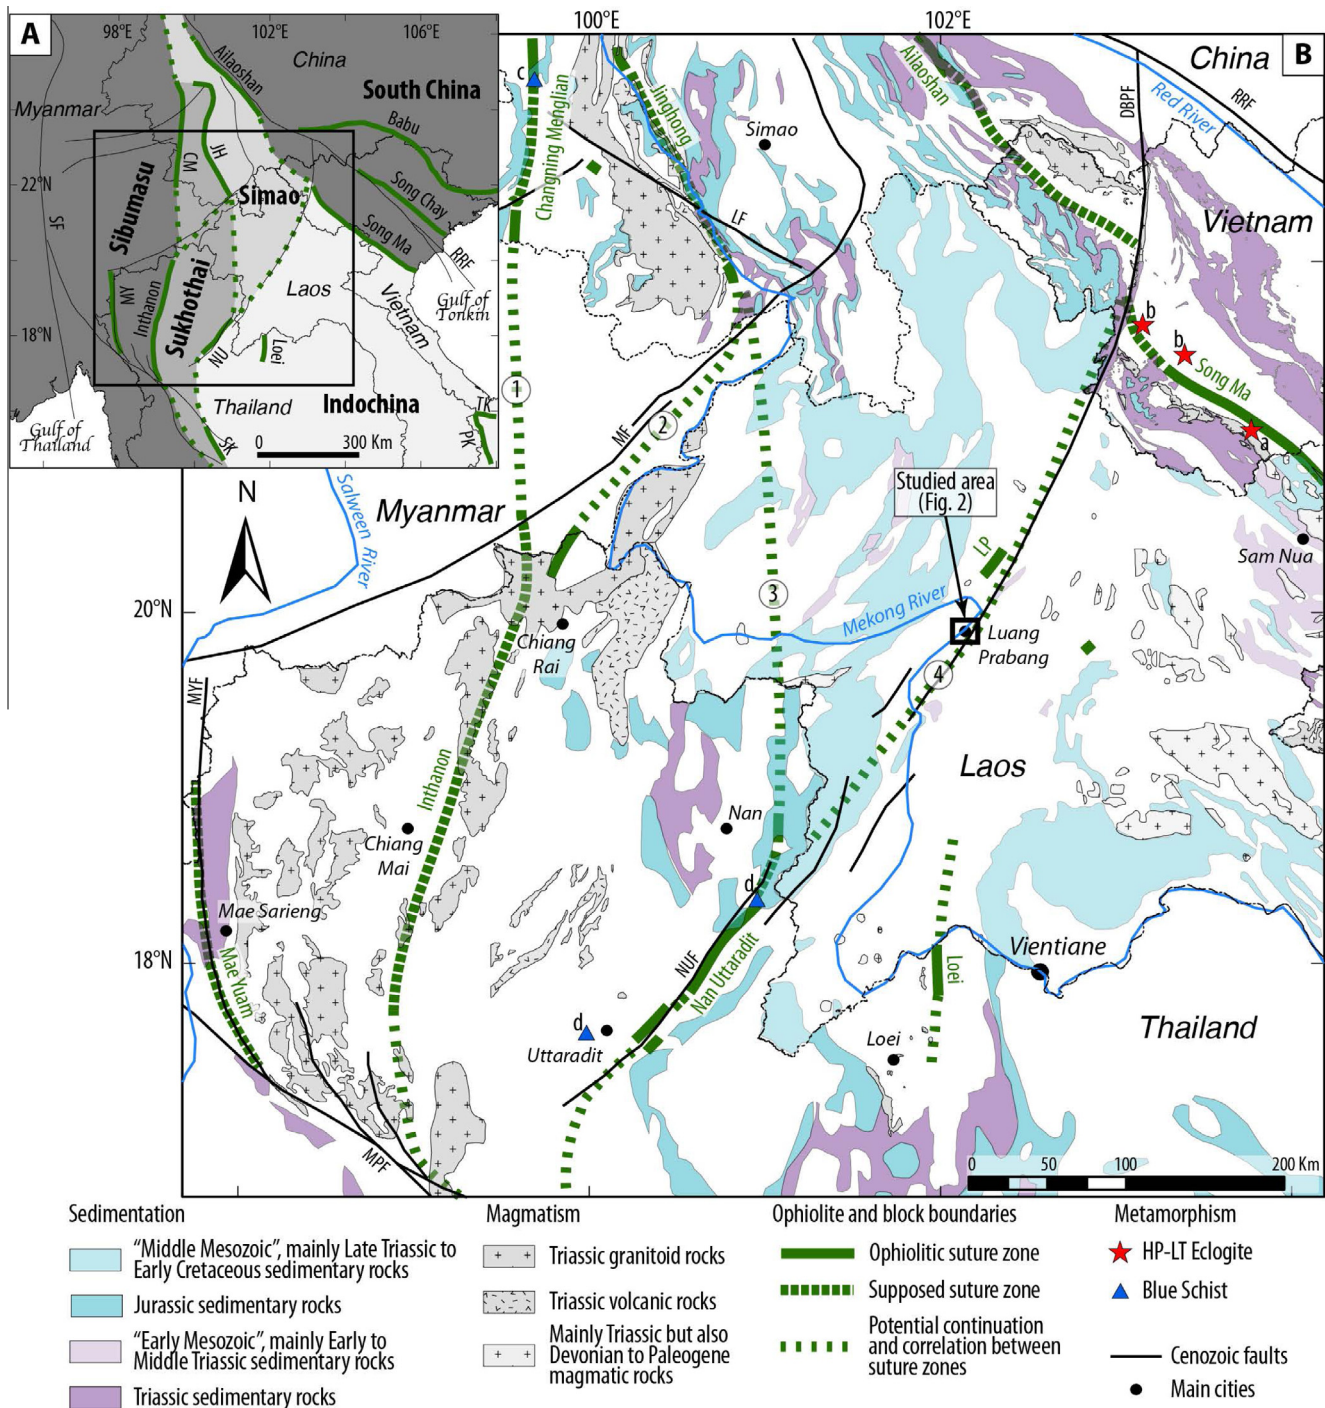 A
98°E
102°E
106°E
China
Ailaoshan
South China
Myanmar
Babu
CM
JH
22°N
Sibumasu
Simao
Song Chay
SF
Song Ma
RRF
MY
Inthanon
Sukhothai
Laos
Vietnam
Gulf of
Tonkin
18°N
NU
Loei
Thailand
Indochina
Gulf of
Thailand
SK
TK
PK
0
300 Km
100°E
102°E
B
c
Changning Menglian
Jinghong
Simao
LF
Ailaoshan
China
DBPF
RRF
Red River
Vietnam
b
b
Song Ma
a
1
2
MF
Studied area
(Fig. 2)
N
Salween River
Myanmar
LP
Sam Nua
20°N
3
Mekong River
Chiang
Rai
Luang
Prabang
4
MYF
Inthanon
Laos
Nan
Chiang
Mai
d
Mae Sarieng
Mae Yuam
Vientiane
18°N
NUF
Nan Uttaradit
Loei
d
Uttaradit
Loei
Thailand
MPF
0
50
100
200 Km
Sedimentation
“Middle Mesozoic”, mainly Late Triassic to
Early Cretaceous sedimentary rocks
Jurassic sedimentary rocks
“Early Mesozoic”, mainly Early to
Middle Triassic sedimentary rocks
Triassic sedimentary rocks
Magmatism
Triassic granitoid rocks
Triassic volcanic rocks
Mainly Triassic but also
Devonian to Paleogene
magmatic rocks
Ophiolite and block boundaries
Ophiolitic suture zone
Supposed suture zone
Potential continuation
and correlation between
suture zones
Metamorphism
HP-LT Eclogite
Blue Schist
Cenozoic faults
Main cities